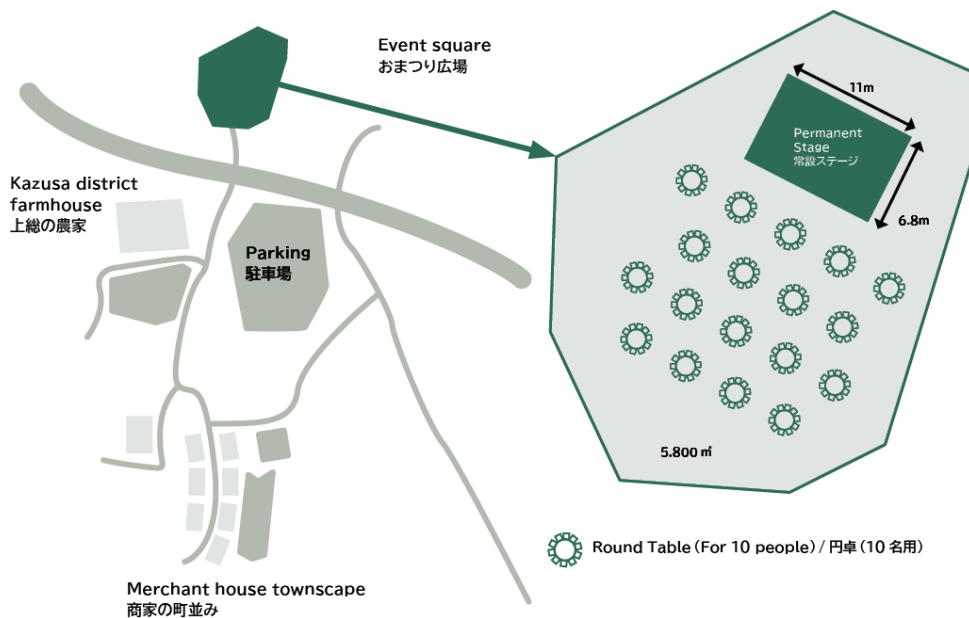 Event square
おまつり広場
11m
Permanent
Stage
常設ステージ
6.8m
Kazusa district
farmhouse
上総の農家
Parking
駐車場
5.800㎡
Round Table (For 10 people) / 円卓 (10 名用)
Merchant house townscape
商家の町並み